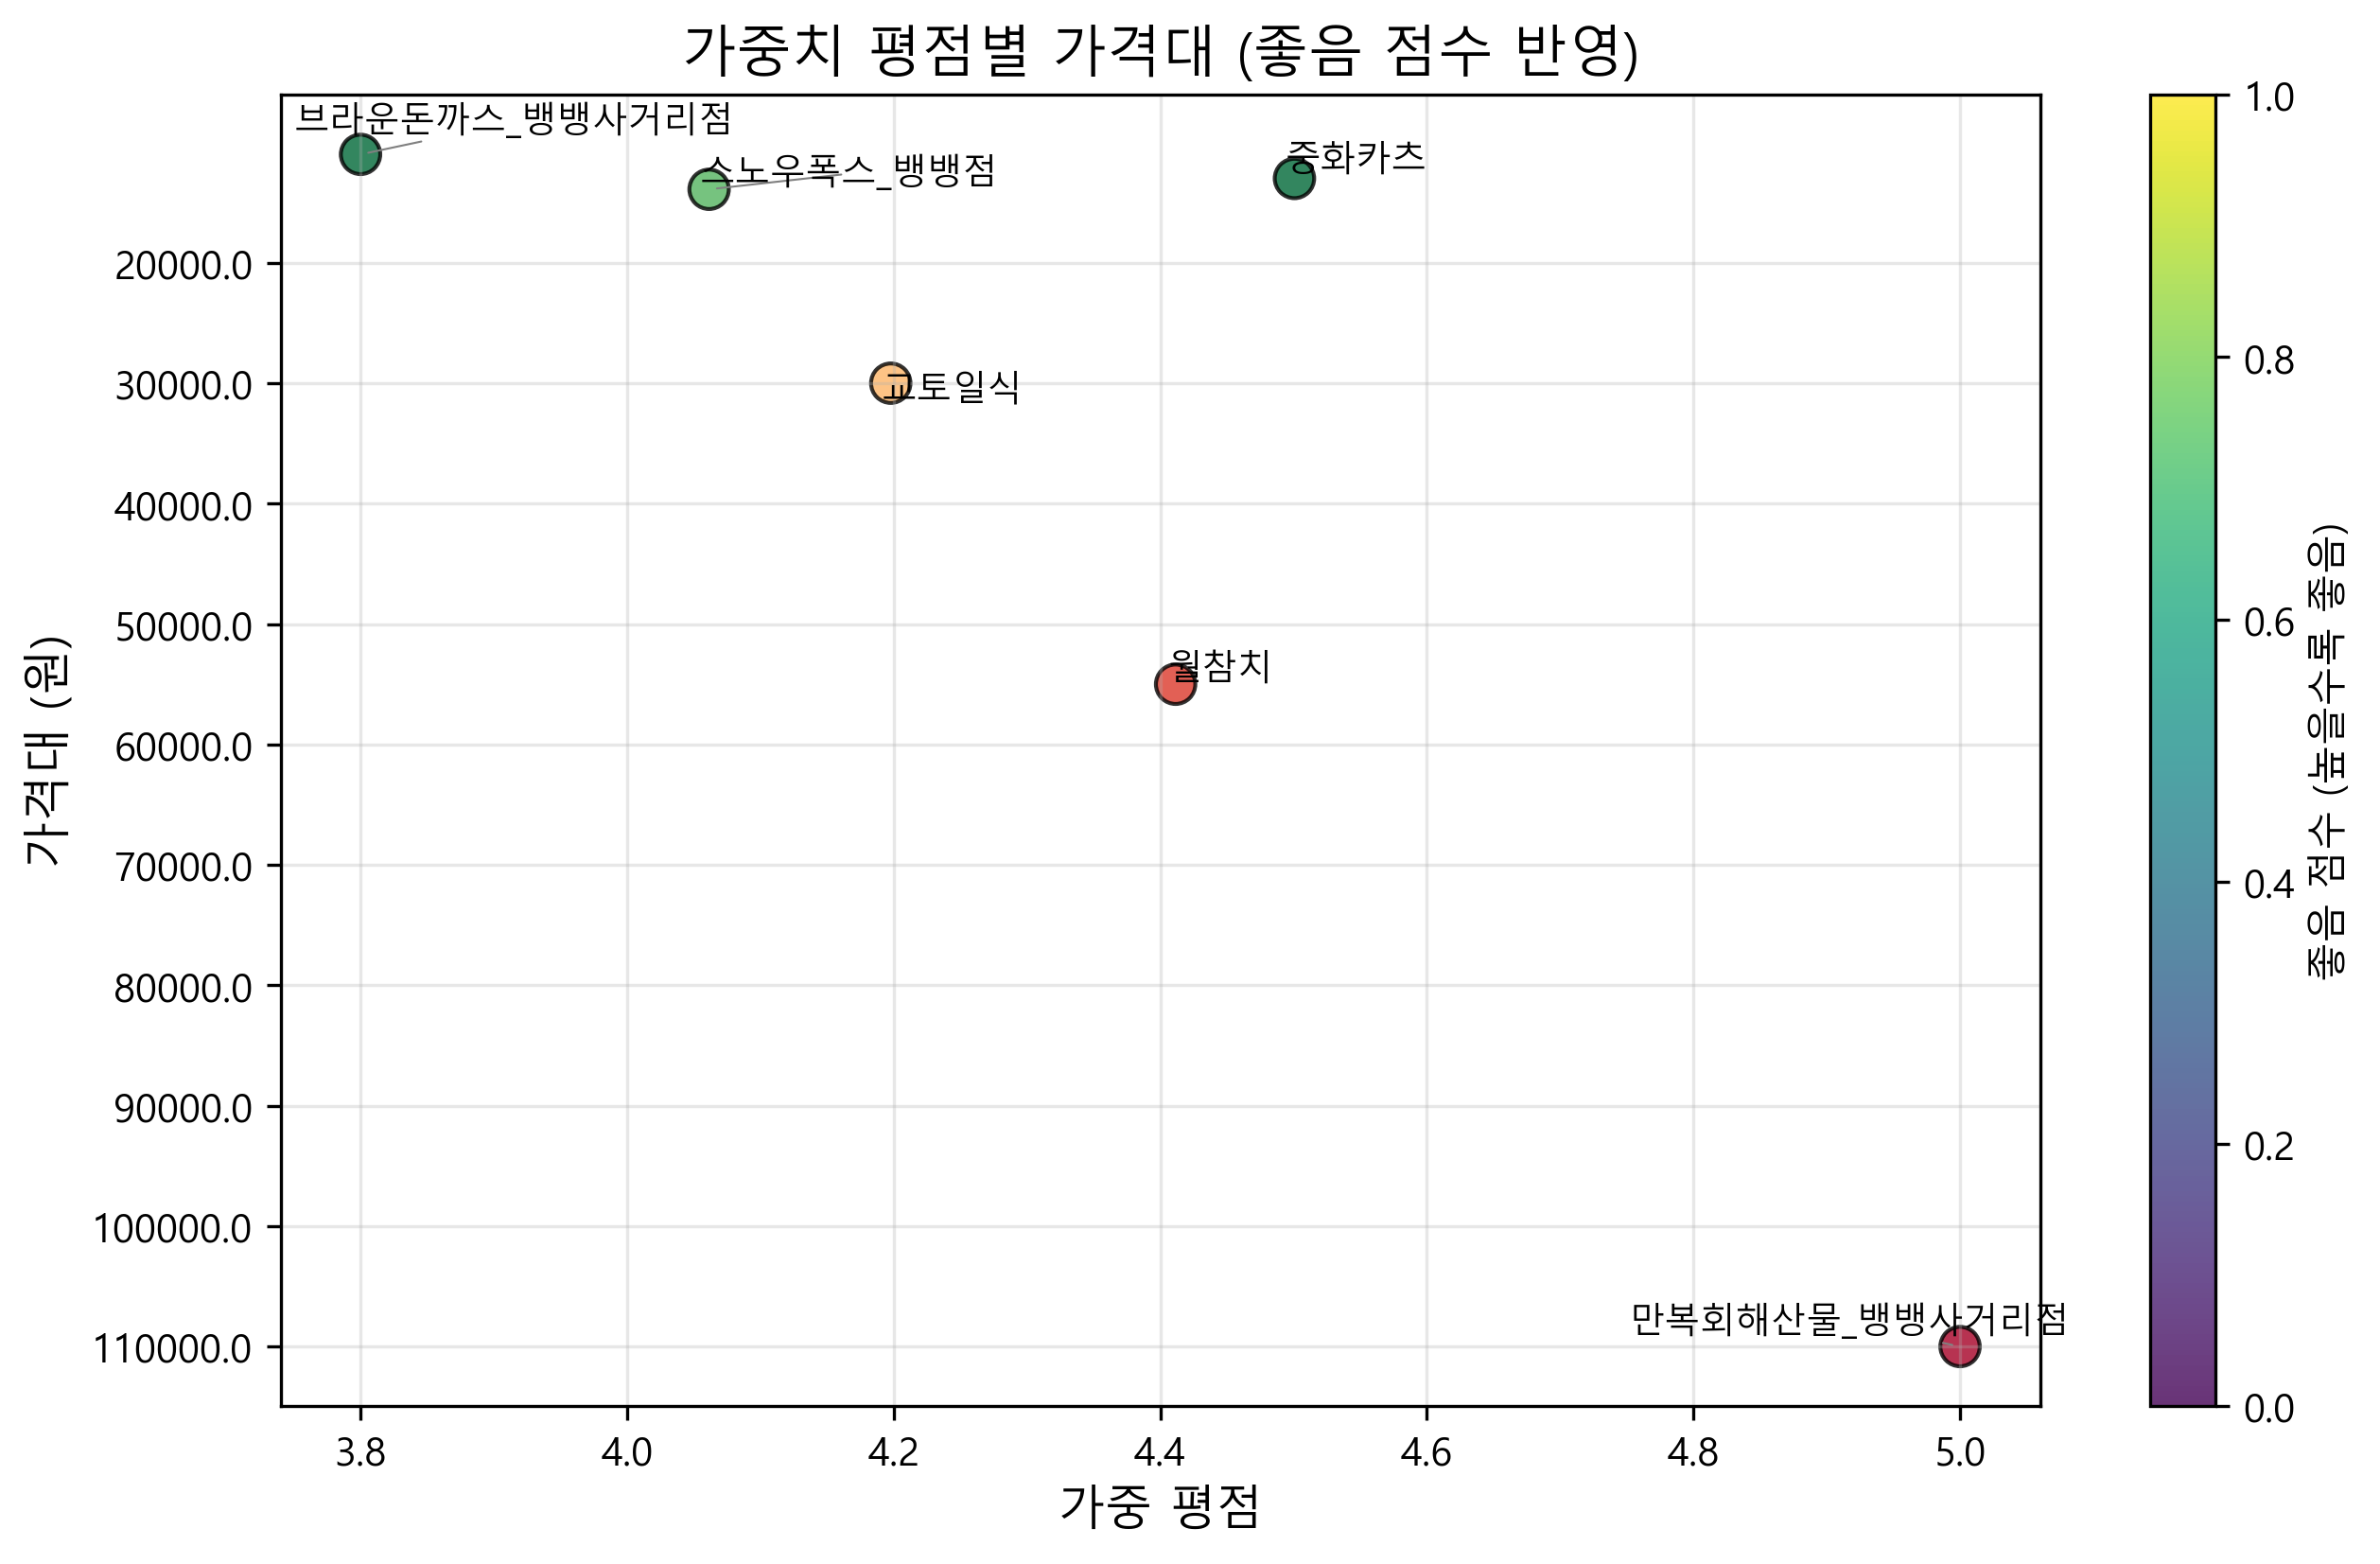 가중치 평점별 가격대 (좋음 점수 반영)
브라운돈까스_뱅뱅사거리점
스노우폭스_뱅뱅점
중화카츠
교토일식
월참치
만복회해산물_뱅뱅사거리점
가격대 (원)
20000.0
30000.0
40000.0
50000.0
60000.0
70000.0
80000.0
90000.0
100000.0
110000.0
3.8
4.0
4.2
4.4
4.6
4.8
5.0
가중 평점
1.0
0.8
0.6
0.4
0.2
0.0
좋음 점수 (높을수록 좋음)